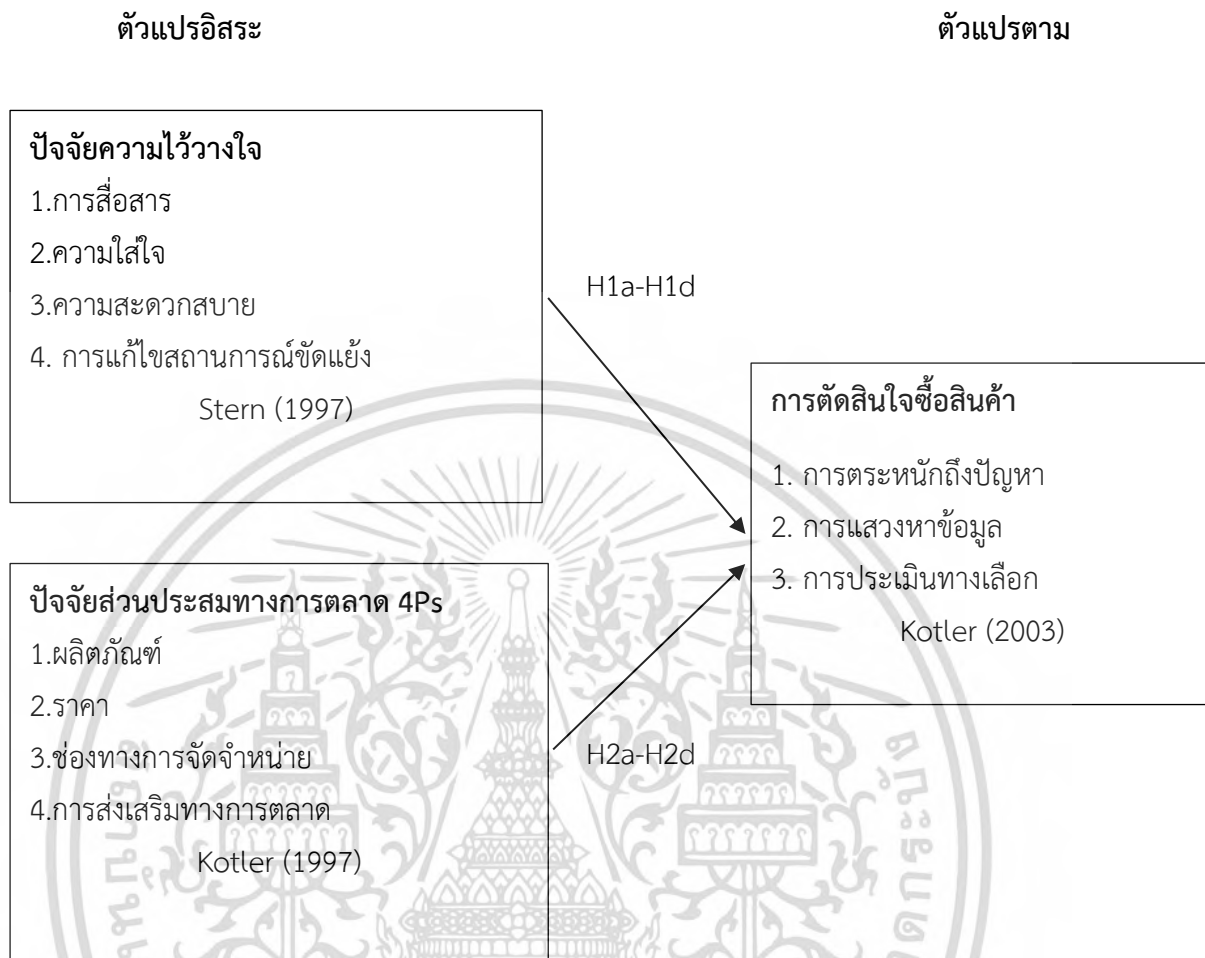 ตัวแปรอิสระ
ตัวแปรตาม
ปัจจัยความไว้วางใจ
1.การสื่อสาร
2.ความใส่ใจ
3.ความสะดวกสบาย
4. การแก้ไขสถานการณ์ขัดแย้ง
Stern (1997)
H1a-H1d
การตัดสินใจซื้อสินค้า
1. การตระหนักถึงปัญหา
2. การแสวงหาข้อมูล
3. การประเมินทางเลือก
Kotler (2003)
ปัจจัยส่วนประสมทางการตลาด 4Ps
1.ผลิตภัณฑ์
2.ราคา
3.ช่องทางการจัดจำหน่าย
4.การส่งเสริมทางการตลาด
Kotler (1997)
H2a-H2d